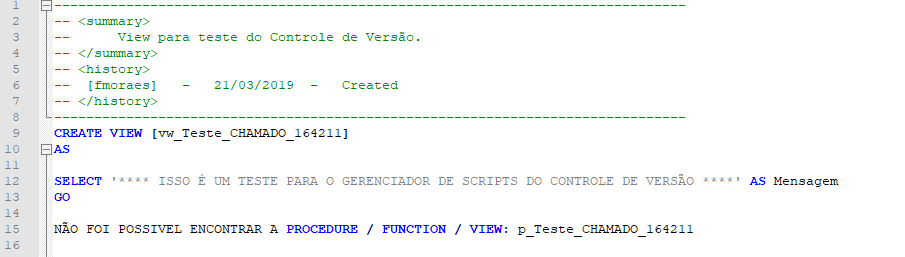 1 --------------------------------------------------------------------------------
2 -- <summary>
3 --      View para teste do Controle de Versão.
4 -- </summary>
5 -- <history>
6 --  [fmoraes]   -   21/03/2019  -   Created
7 -- </history>
8 --------------------------------------------------------------------------------
9 CREATE VIEW [vw_Teste_CHAMADO_164211]
10 AS
11
12 SELECT '**** ISSO É UM TESTE PARA O GERENCIADOR DE SCRIPTS DO CONTROLE DE VERSÃO ****' AS Mensagem
13 GO
14
15 NÃO FOI POSSIVEL ENCONTRAR A PROCEDURE / FUNCTION / VIEW: p_Teste_CHAMADO_164211
16